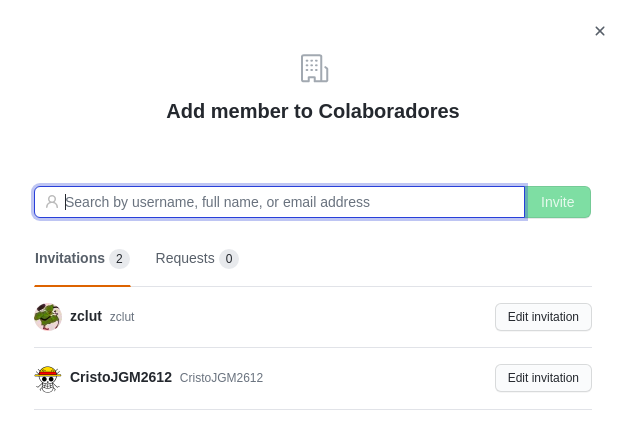 Add member to Colaboradores
Search by username, full name, or email address
Invite
Invitations 2
Requests 0
zclut zclut
Edit invitation
CristoJGM2612 CristoJGM2612
Edit invitation